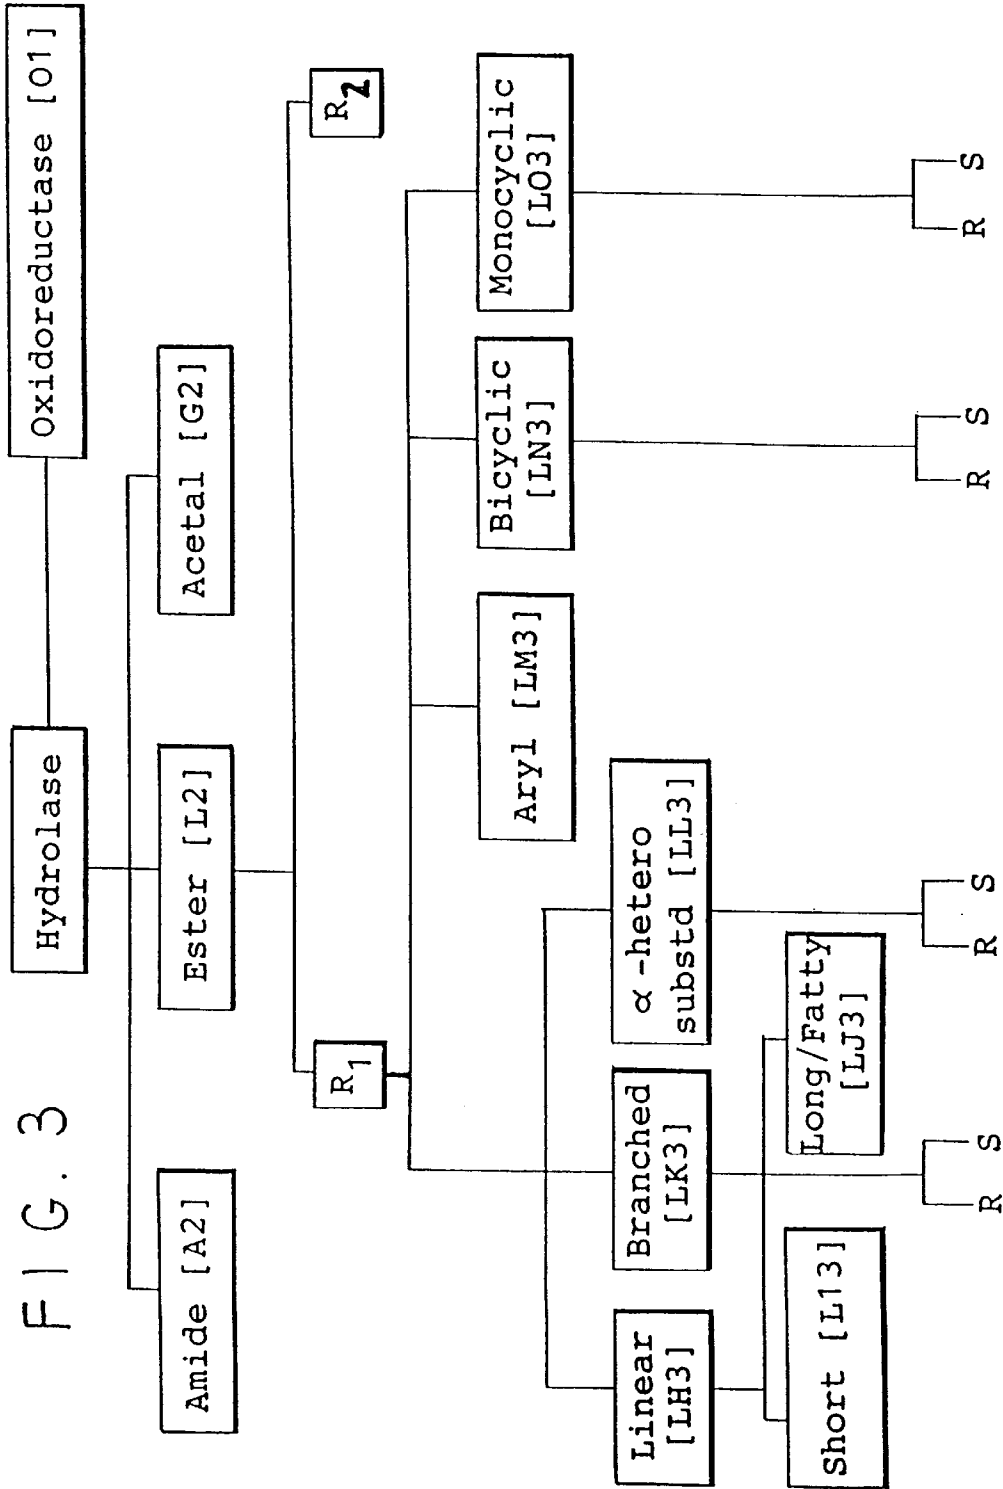 FIG. 3
Hydrolase
Oxidoreductase [O1]
Amide [A2]
Ester [L2]
Acetal [G2]
R1
R2
Aryl [LM3]
Bicyclic
[LN3]
Monocyclic
[LO3]
Linear
[LH3]
Branched
[LK3]
α-hetero
substd [LL3]
Short [L13]
Long/Fatty
[LJ3]
R S
R S
R S
R S